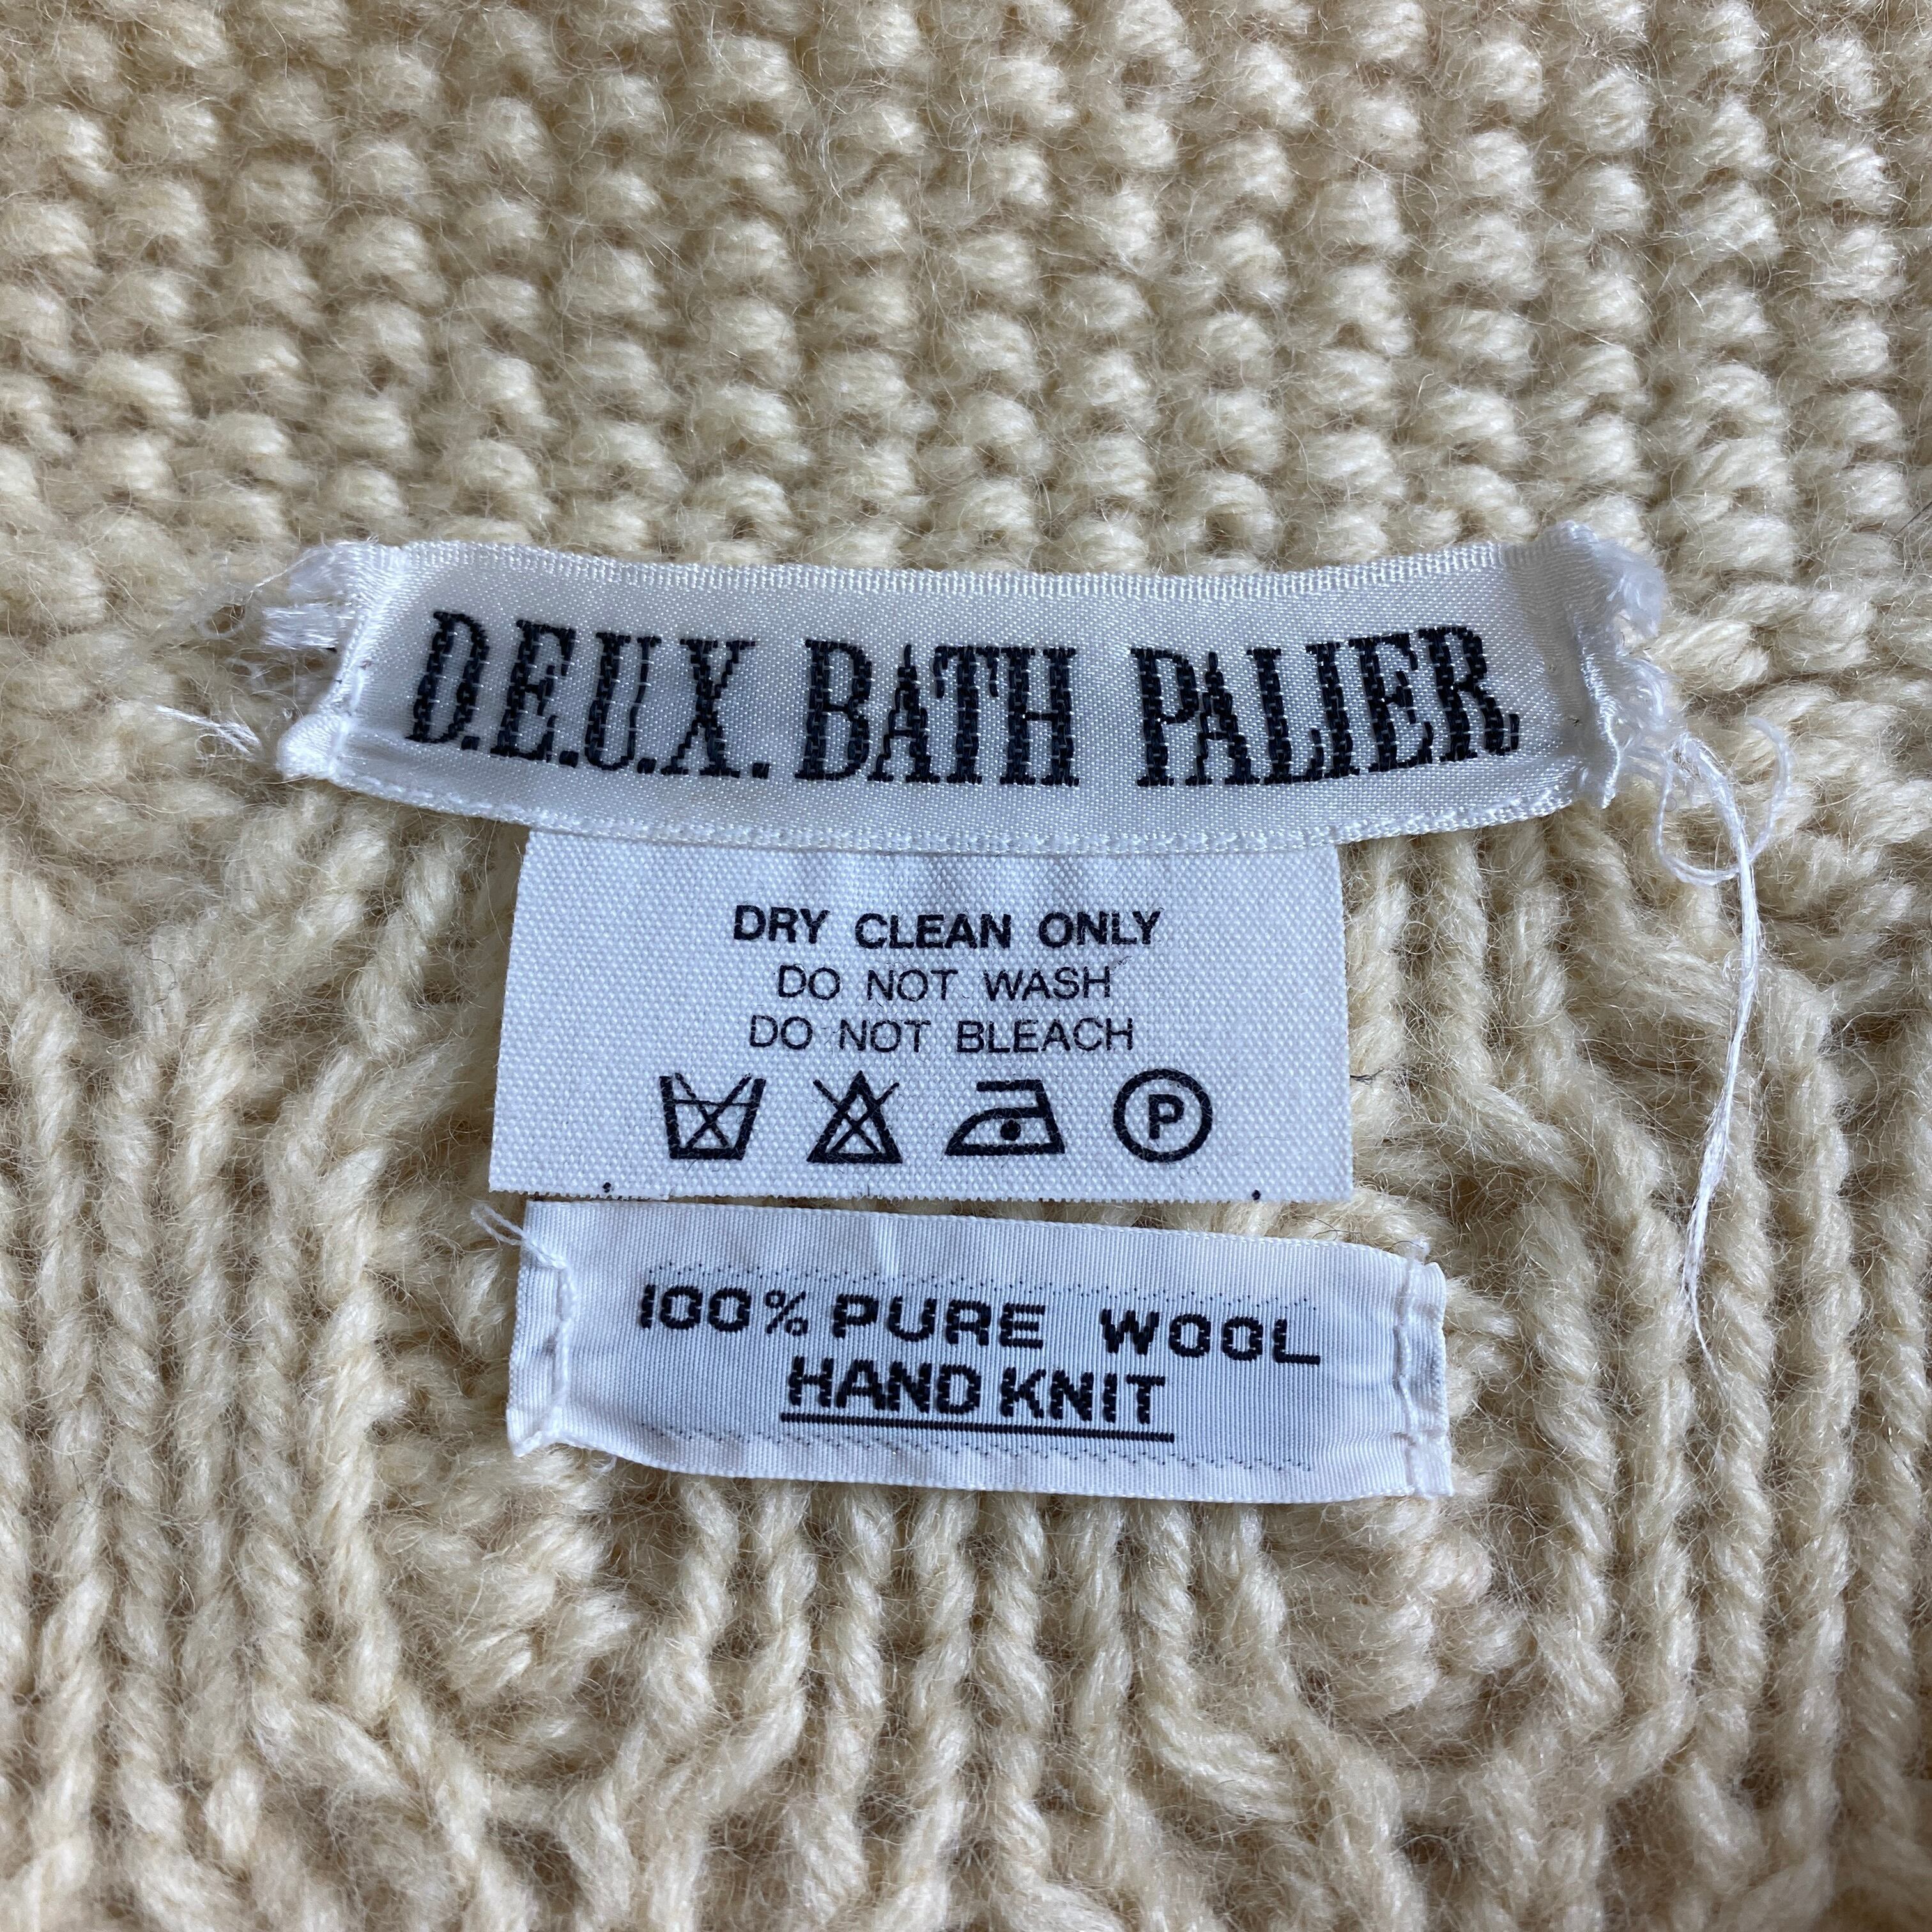 D.E.U.X. BATH PALIER.
DRY CLEAN ONLY
DO NOT WASH
DO NOT BLEACH
P
100% PURE WOOL
HAND KNIT